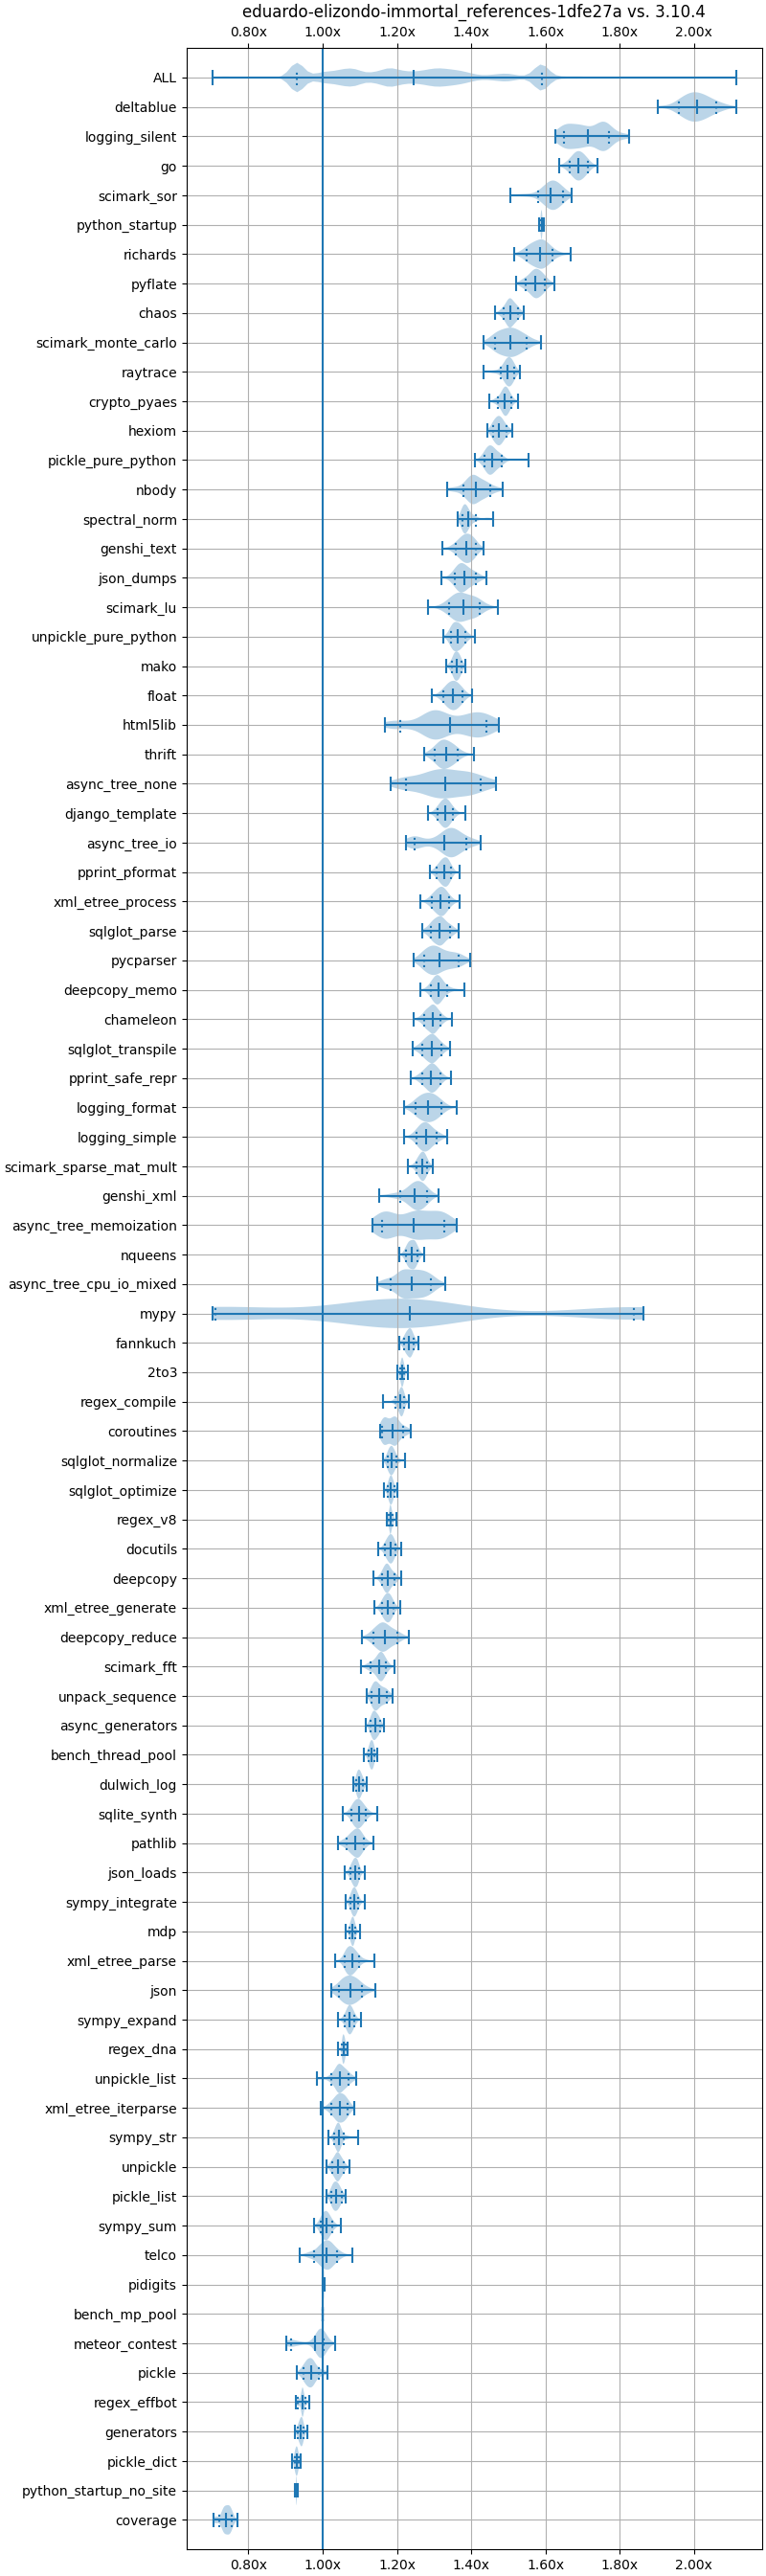 eduardo-elizondo-immortal_references-1dfe27a vs. 3.10.4
0.80x 1.00x 1.20x 1.40x 1.60x 1.80x 2.00x
ALL
deltablue
logging_silent
go
scimark_sor
python_startup
richards
pyflate
chaos
scimark_monte_carlo
raytrace
crypto_pyaes
hexiom
pickle_pure_python
nbody
spectral_norm
genshi_text
json_dumps
scimark_lu
unpickle_pure_python
mako
float
html5lib
thrift
async_tree_none
django_template
async_tree_io
pprint_pformat
xml_etree_process
sqlglot_parse
pycparser
deepcopy_memo
chameleon
sqlglot_transpile
pprint_safe_repr
logging_format
logging_simple
scimark_sparse_mat_mult
genshi_xml
async_tree_memoization
nqueens
async_tree_cpu_io_mixed
mypy
fannkuch
2to3
regex_compile
coroutines
sqlglot_normalize
sqlglot_optimize
regex_v8
docutils
deepcopy
xml_etree_generate
deepcopy_reduce
scimark_fft
unpack_sequence
async_generators
bench_thread_pool
dulwich_log
sqlite_synth
pathlib
json_loads
sympy_integrate
mdp
xml_etree_parse
json
sympy_expand
regex_dna
unpickle_list
xml_etree_iterparse
sympy_str
unpickle
pickle_list
sympy_sum
telco
pidigits
bench_mp_pool
meteor_contest
pickle
regex_effbot
generators
pickle_dict
python_startup_no_site
coverage
0.80x 1.00x 1.20x 1.40x 1.60x 1.80x 2.00x